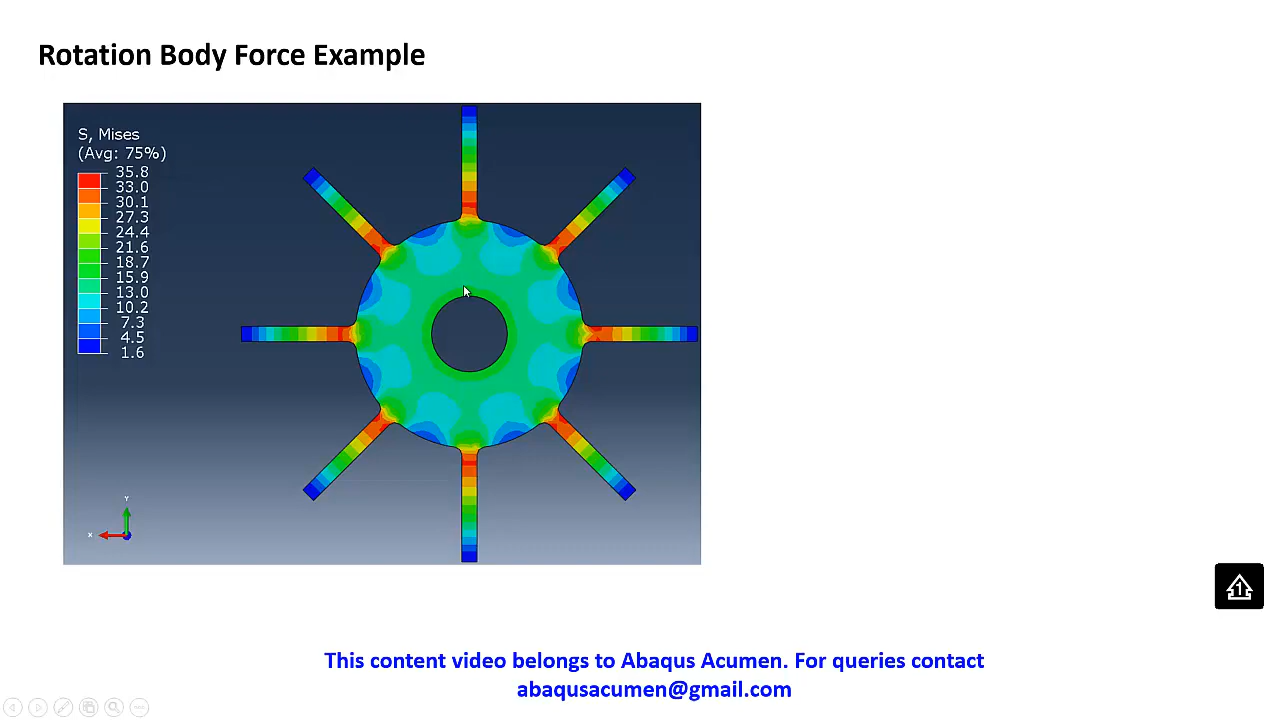 Rotation Body Force Example
S, Mises
(Avg: 75%)
35.8
33.0
30.1
27.3
24.4
21.6
18.7
15.9
13.0
10.2
7.3
4.5
1.6
Y
X
1
This content video belongs to Abaqus Acumen. For queries contact
abaqusacumen@gmail.com